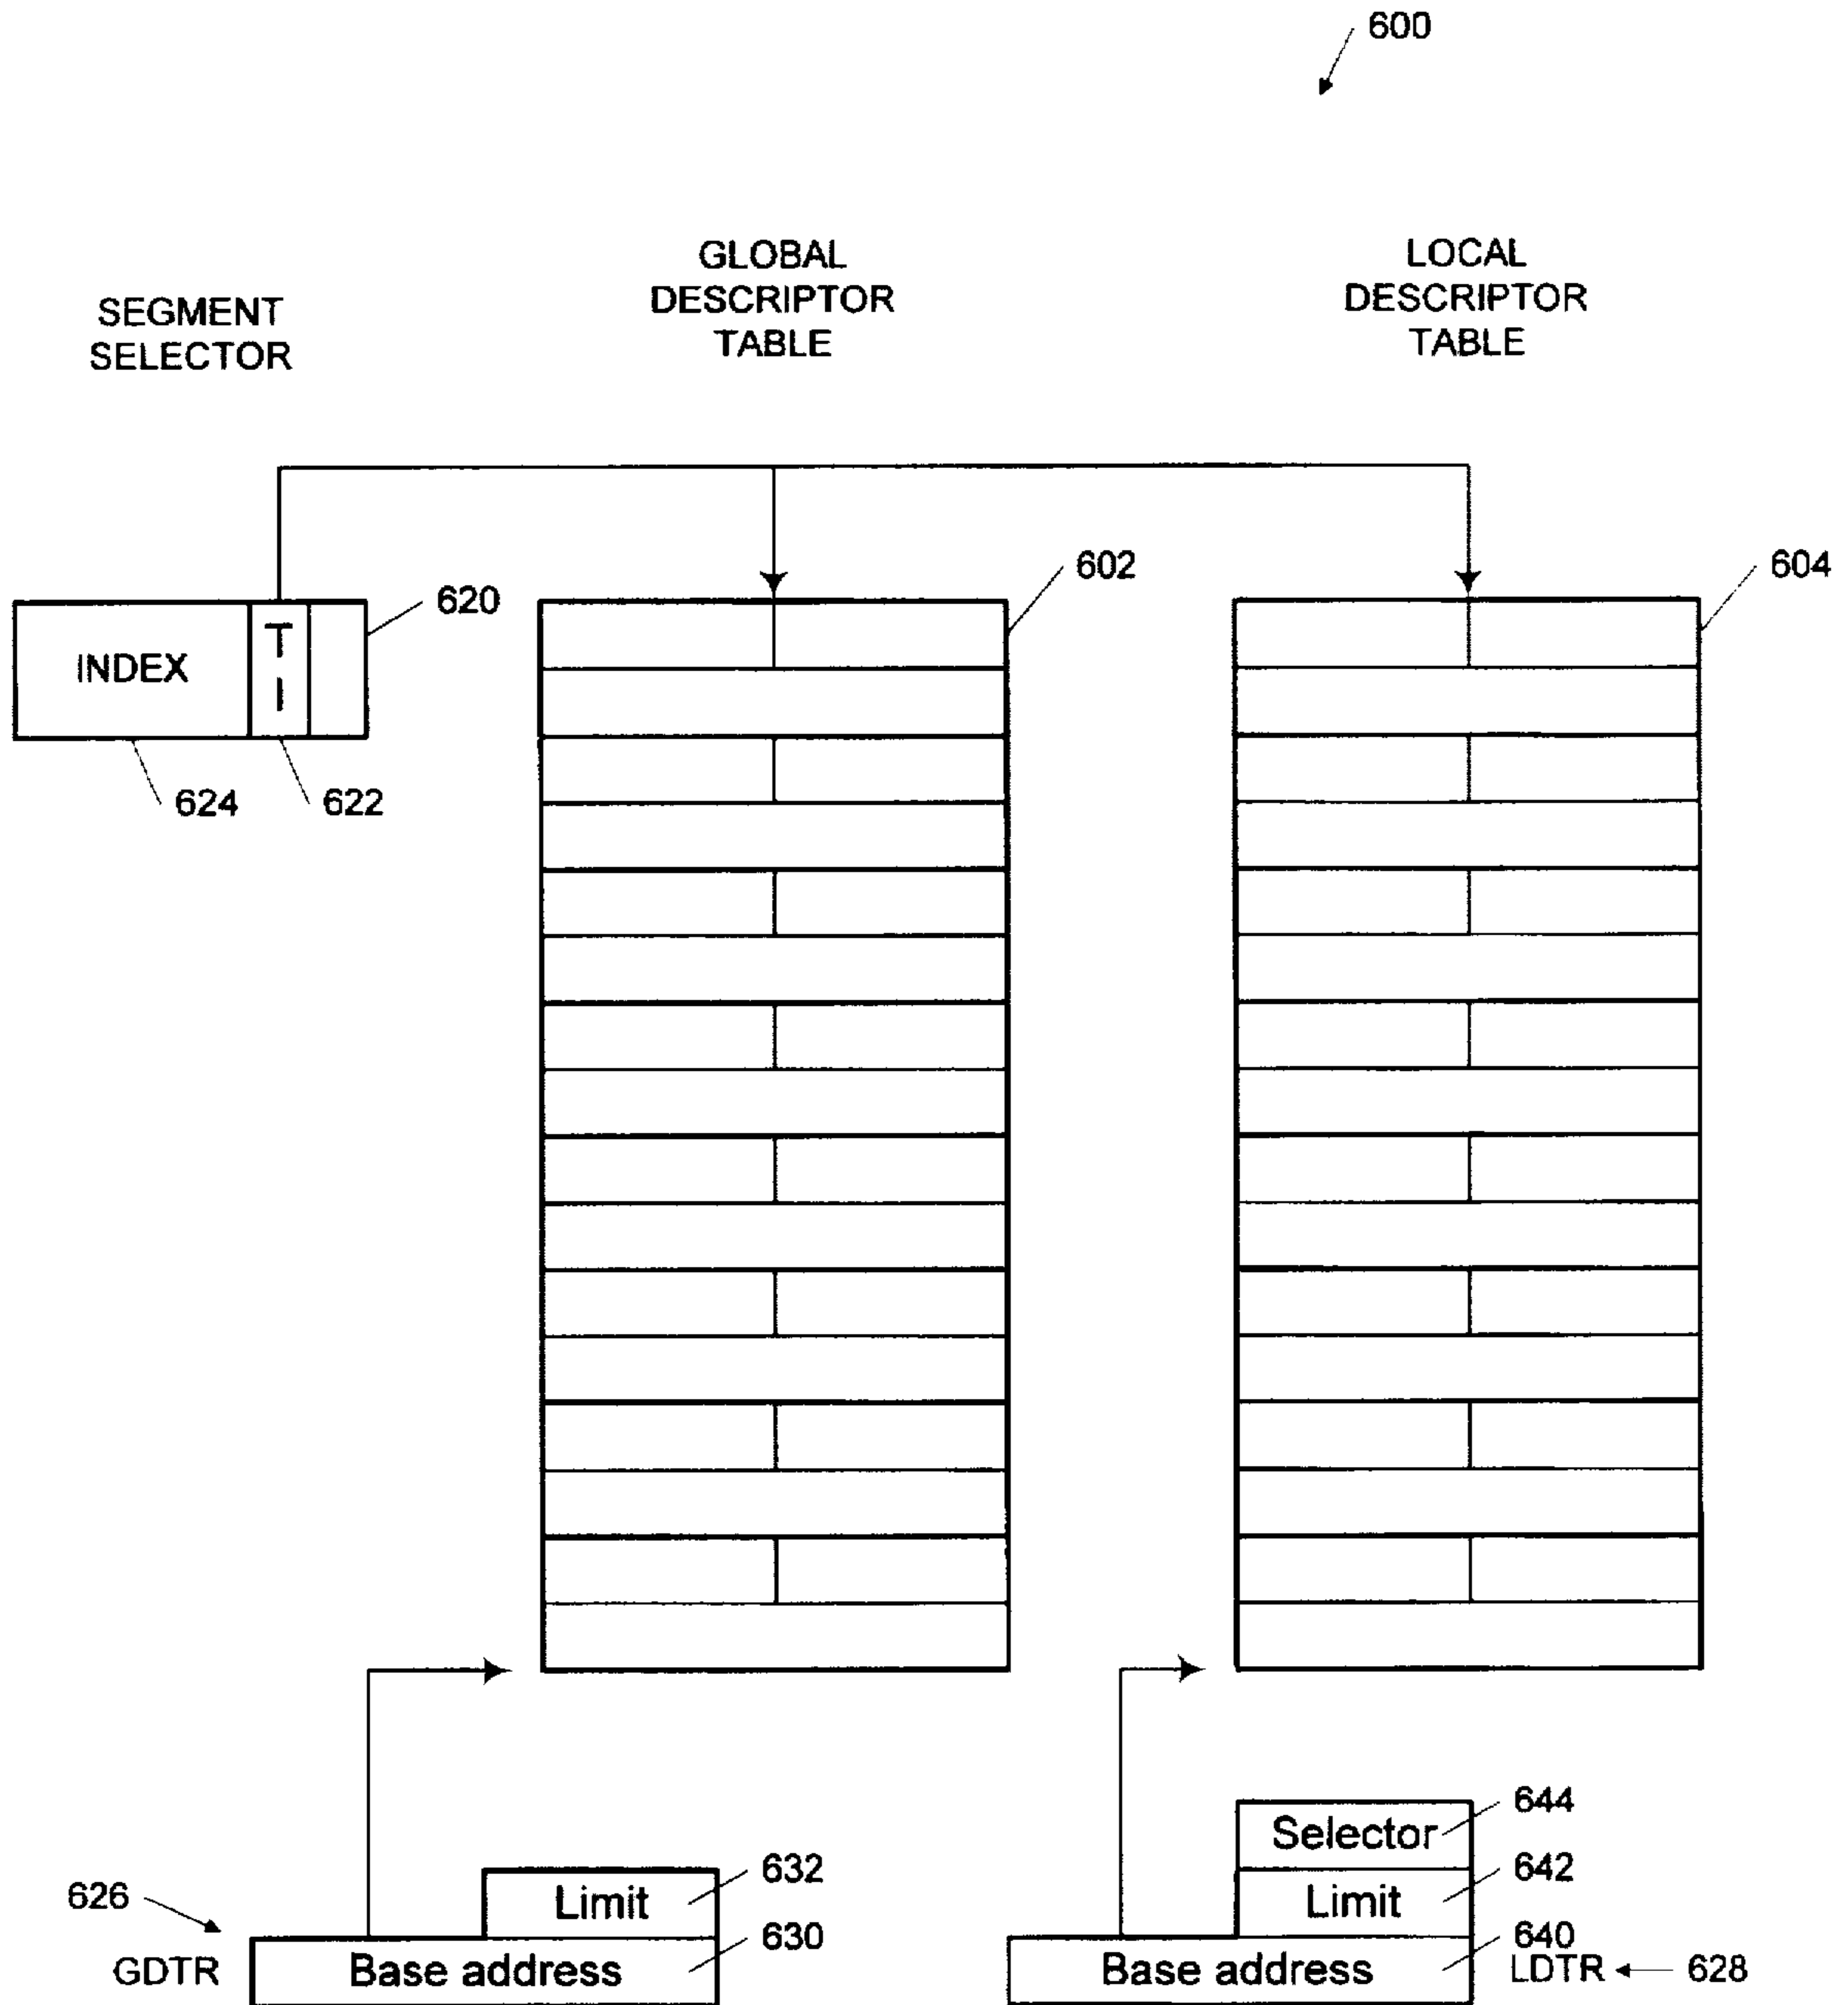 600
SEGMENT
SELECTOR
GLOBAL
DESCRIPTOR
TABLE
LOCAL
DESCRIPTOR
TABLE
602
604
620
INDEX
TI
624
622
644
Selector
632
642
626
Limit
Limit
630
640
GDTR
Base address
Base address
LDTR
628